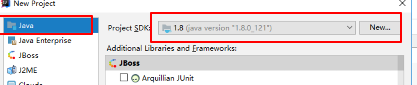 New Project
Java
Java Enterprise
JBoss
J2ME
Clouds
Project SDK:
1.8 (java version "1.8.0_121")
New...
Additional Libraries and Frameworks:
JBoss
Arquillian JUnit